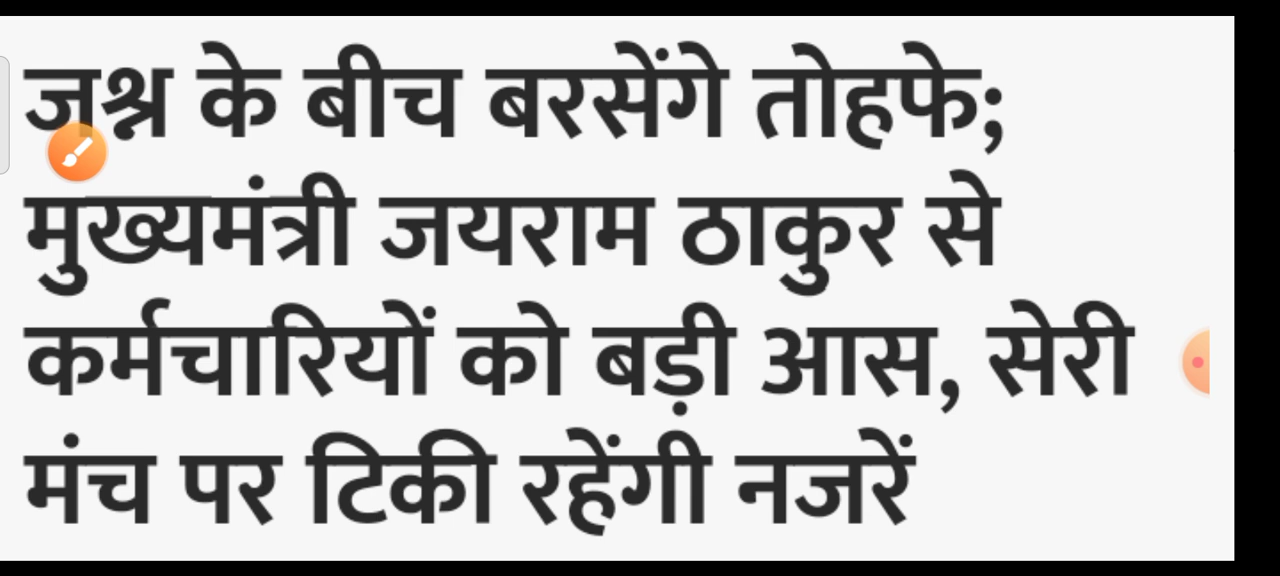 जश्न के बीच बरसेंगे तोहफे;
मुख्यमंत्री जयराम ठाकुर से
कर्मचारियों को बड़ी आस, सेरी
मंच पर टिकी रहेंगी नजरें